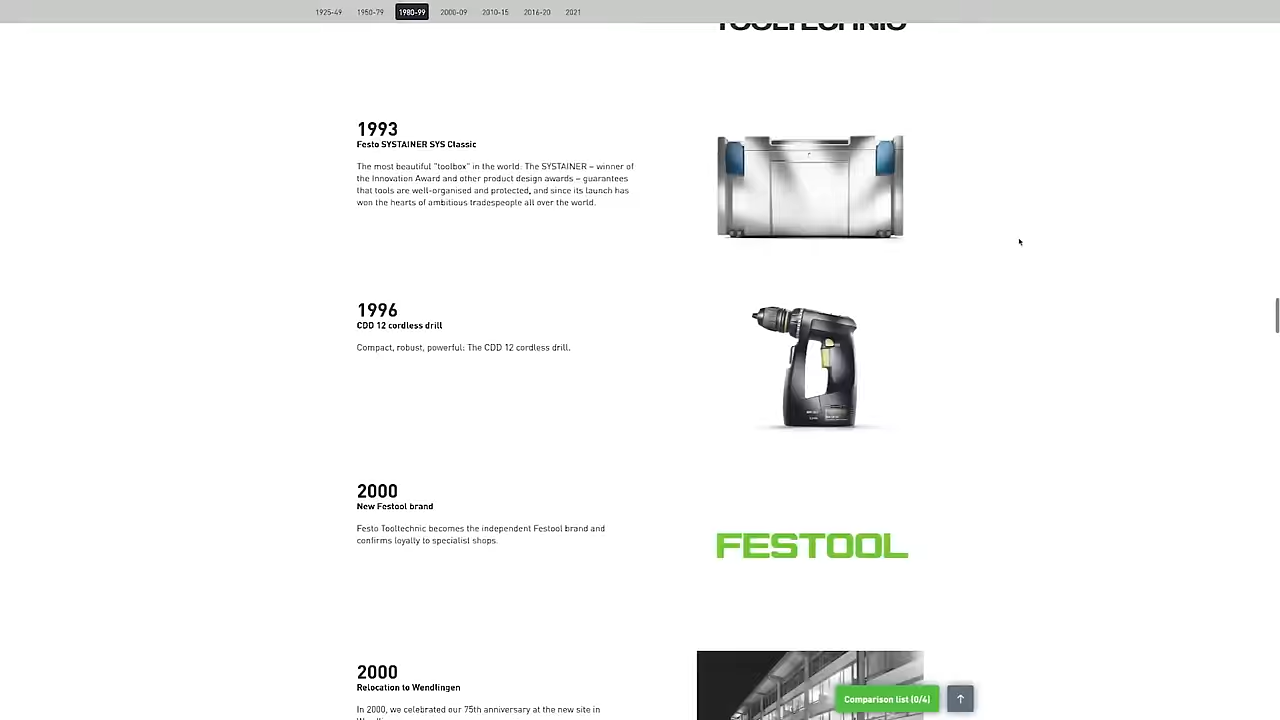 1925-49 1950-79 1980-99 2000-09 2010-15 2016-20 2021
1993
Festo SYSTAINER SYS Classic
The most beautiful "toolbox" in the world: The SYSTAINER – winner of
the Innovation Award and other product design awards – guarantees
that tools are well-organised and protected, and since its launch has
won the hearts of ambitious tradespeople all over the world.
1996
CDD 12 cordless drill
Compact, robust, powerful: The CDD 12 cordless drill.
2000
New Festool brand
Festo Tooltechnic becomes the independent Festool brand and
confirms loyalty to specialist shops.
FESTOOL
2000
Relocation to Wendlingen
In 2000, we celebrated our 75th anniversary at the new site in
Comparison list (0/4)